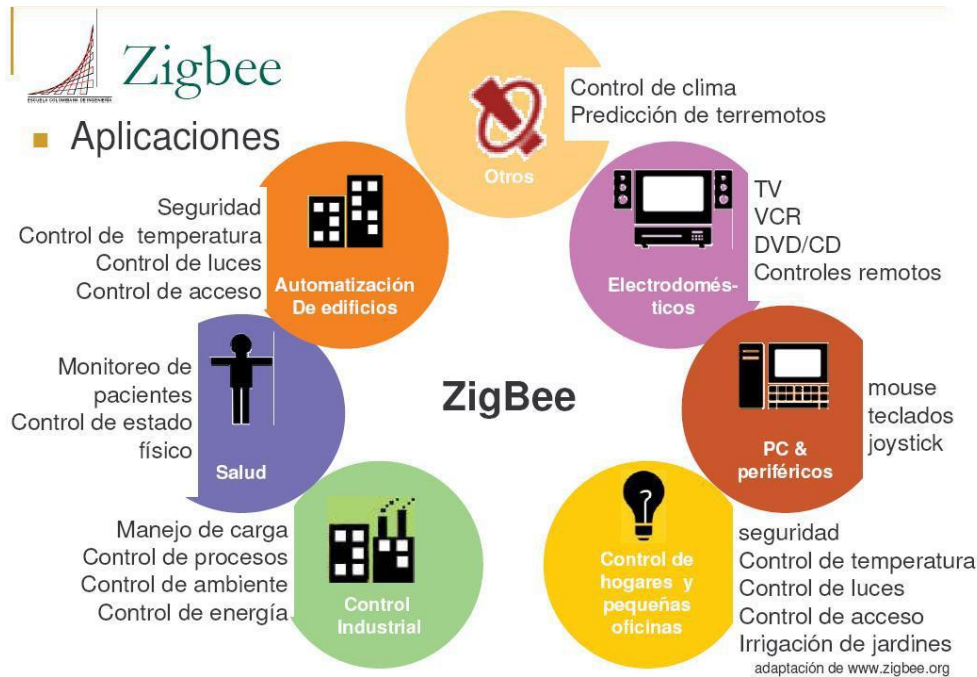 Zigbee
ESCUELA COLOMBIANA DE INGENIERÍA
Aplicaciones
Otros
Control de clima
Predicción de terremotos
Seguridad
Control de temperatura
Control de luces
Control de acceso
Automatización
De edificios
Electrodomés-
ticos
TV
VCR
DVD/CD
Controles remotos
Monitoreo de
pacientes
Control de estado
físico
Salud
ZigBee
PC &
periféricos
mouse
teclados
joystick
Manejo de carga
Control de procesos
Control de ambiente
Control de energía
Control
Industrial
Control de
hogares y
pequeñas
oficinas
seguridad
Control de temperatura
Control de luces
Control de acceso
Irrigación de jardines
adaptación de www.zigbee.org